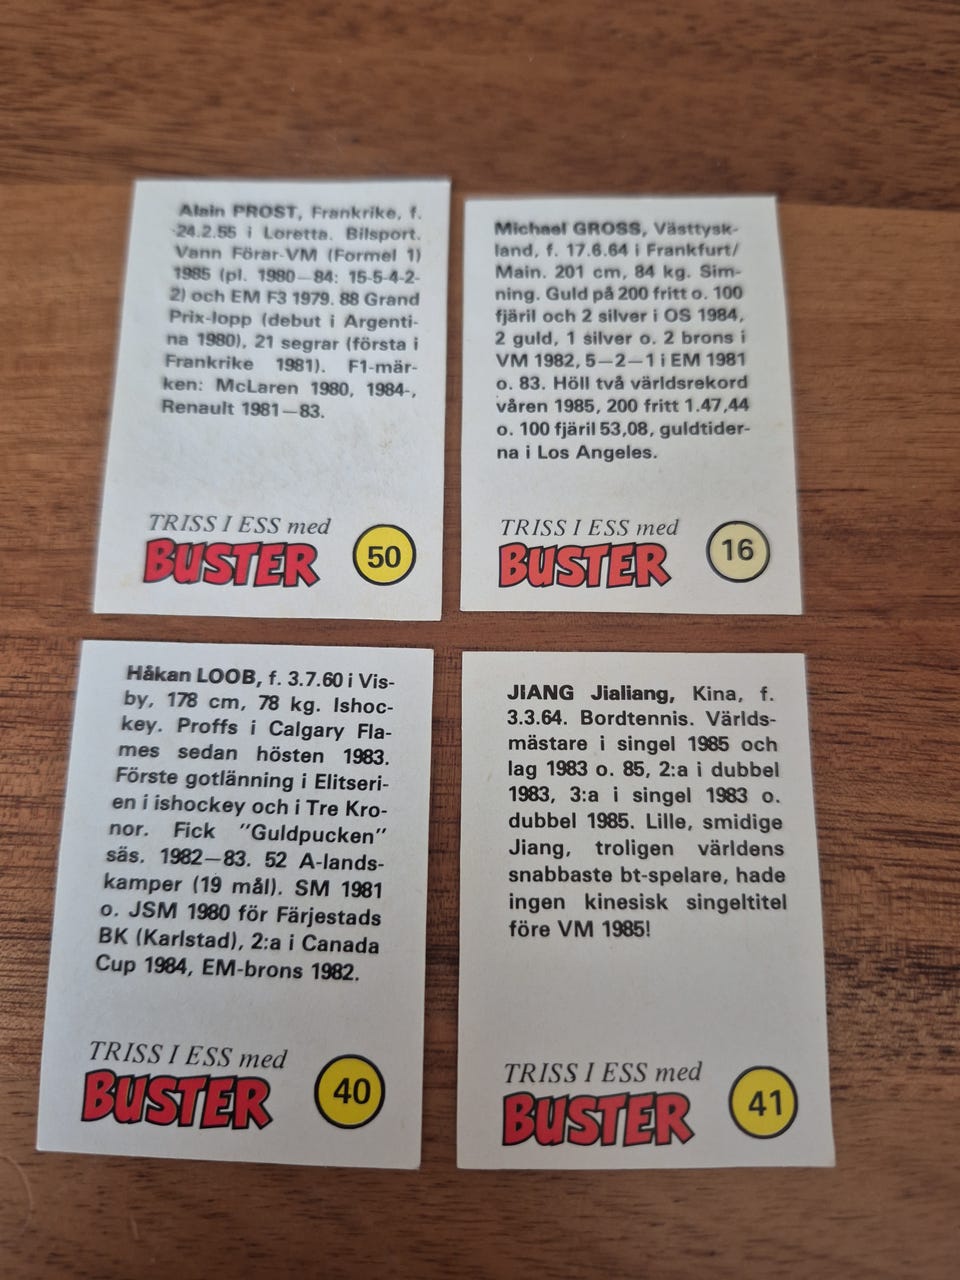 Alain PROST, Frankrike, f.
24.2.55 i Loretta. Bilsport.
Vann Förar-VM (Formel 1)
1985 (pl. 1980—84: 15-5-4-2-
2) och EM F3 1979. 88 Grand
Prix-lopp (debut i Argenti-
na 1980), 21 segrar (första i
Frankrike 1981). F1-mär-
ken: McLaren 1980, 1984-,
Renault 1981—83.
TRISS I ESS med
BUSTER
50
Michael GROSS, Västtysk-
land, f. 17.6.64 i Frankfurt/
Main. 201 cm, 84 kg. Sim-
ning. Guld på 200 fritt o. 100
fjäril och 2 silver i OS 1984,
2 guld, 1 silver o. 2 brons i
VM 1982, 5—2—1 i EM 1981
o. 83. Höll två världsrekord
våren 1985, 200 fritt 1.47,44
o. 100 fjäril 53,08, guldtider-
na i Los Angeles.
TRISS I ESS med
BUSTER
16
Håkan LOOB, f. 3.7.60 i Vis-
by, 178 cm, 78 kg. Ishoc-
key. Proffs i Calgary Fla-
mes sedan hösten 1983.
Förste gotlänning i Elitseri-
en i ishockey och i Tre Kro-
nor. Fick "Guldpucken"
säs. 1982—83. 52 A-lands-
kamper (19 mål). SM 1981
o. JSM 1980 för Färjestads
BK (Karlstad), 2:a i Canada
Cup 1984, EM-brons 1982.
TRISS I ESS med
BUSTER
40
JIANG Jialiang, Kina, f.
3.3.64. Bordtennis. Världs-
mästare i singel 1985 och
lag 1983 o. 85, 2:a i dubbel
1983, 3:a i singel 1983 o.
dubbel 1985. Lille, smidige
Jiang, troligen världens
snabbaste bt-spelare, hade
ingen kinesisk singeltitel
före VM 1985!
TRISS I ESS med
BUSTER
41